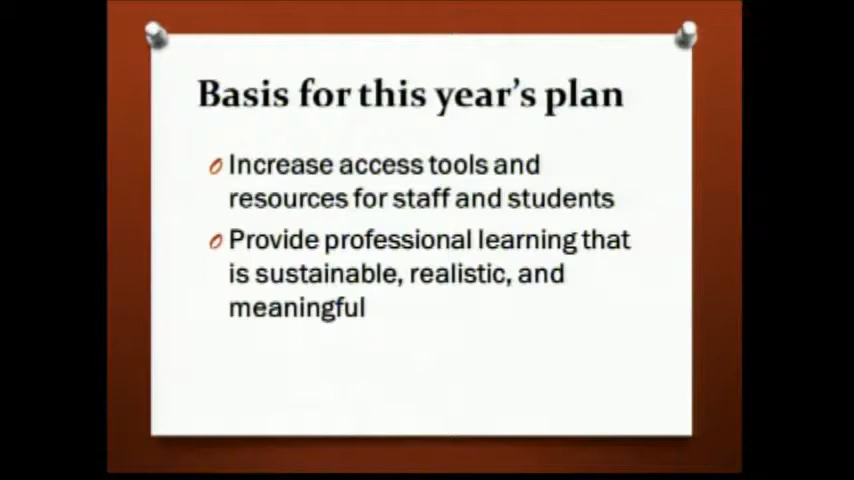 Basis for this year's plan
Increase access tools and
resources for staff and students
Provide professional learning that
is sustainable, realistic, and
meaningful